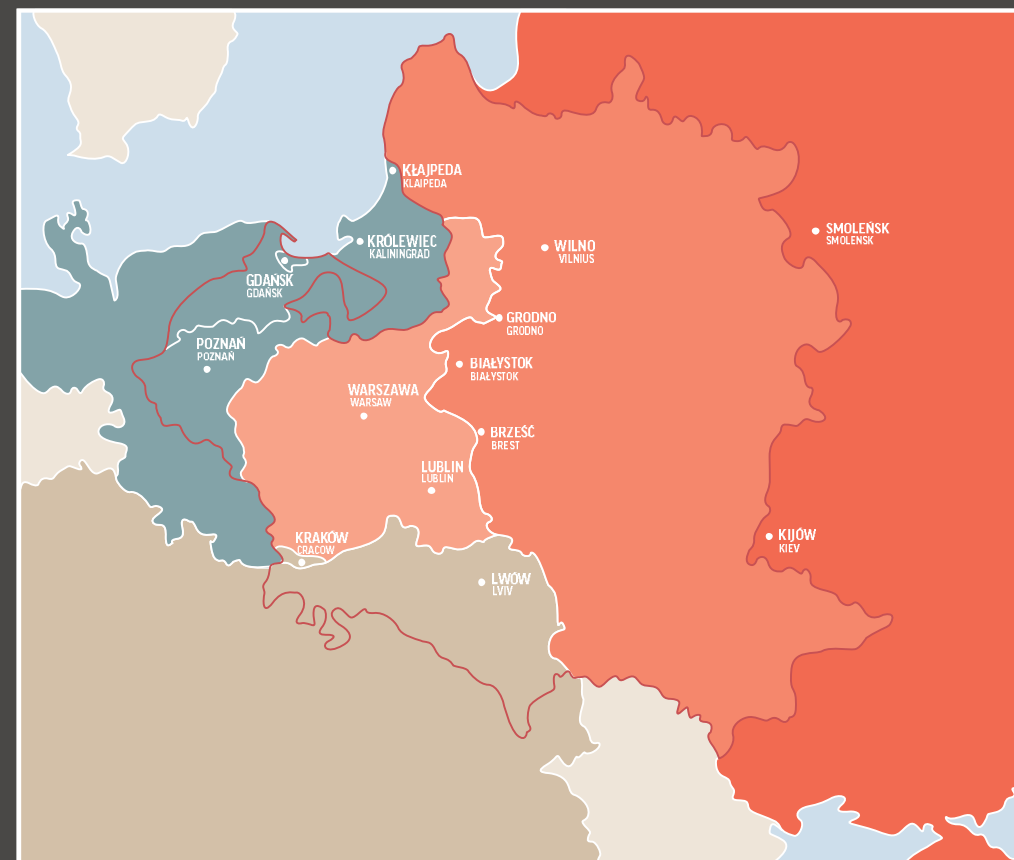 KŁAJPEDA
KLAIPEDA
SMOLEŃSK
SMOLENSK
KRÓLEWIEC
KALININGRAD
WILNO
VILNIUS
GDAŃSK
GDAŃSK
GRODNO
GRODNO
POZNAŃ
POZNAŃ
BIAŁYSTOK
BIAŁYSTOK
WARSZAWA
WARSAW
BRZEŚĆ
BREST
LUBLIN
LUBLIN
KRAKÓW
CRACOW
KIJÓW
KIEV
LWÓW
LVIV